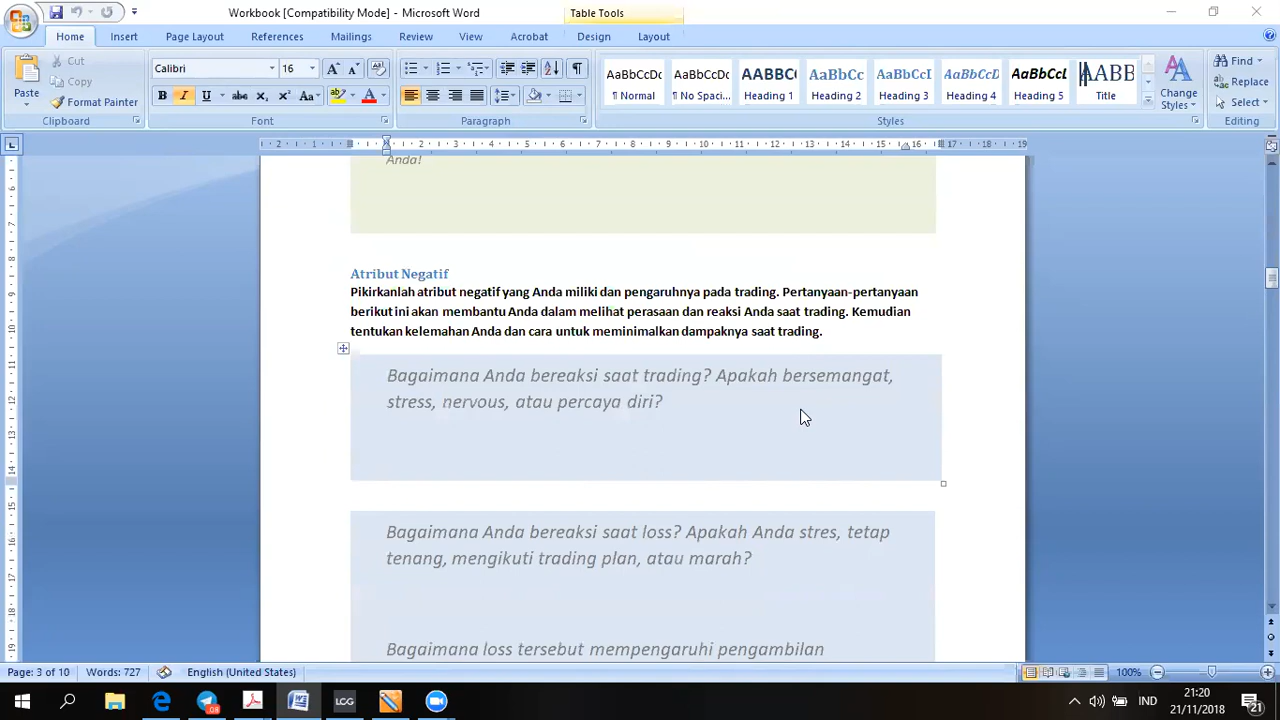 Workbook [Compatibility Mode] - Microsoft Word
Table Tools
Home
Insert
Page Layout
References
Mailings
Review
View
Acrobat
Design
Layout
Paste
Cut
Copy
Format Painter
Clipboard
Calibri
16
Font
Paragraph
AaBbCcDc
¶ Normal
AaBbCcDc
¶ No Spaci...
AABBC
Heading 1
AaBbCc
Heading 2
AaBbCcI
Heading 3
AaBbCcD
Heading 4
AaBbCcL
Heading 5
AABB
Title
Change
Styles
Styles
Find
Replace
Select
Editing
Anda!
Atribut Negatif
Pikirkanlah atribut negatif yang Anda miliki dan pengaruhnya pada trading. Pertanyaan-pertanyaan
berikut ini akan membantu Anda dalam melihat perasaan dan reaksi Anda saat trading. Kemudian
tentukan kelemahan Anda dan cara untuk meminimalkan dampaknya saat trading.
Bagaimana Anda bereaksi saat trading? Apakah bersemangat,
stress, nervous, atau percaya diri?
Bagaimana Anda bereaksi saat loss? Apakah Anda stres, tetap
tenang, mengikuti trading plan, atau marah?
Bagaimana loss tersebut mempengaruhi pengambilan
Page: 3 of 10
Words: 727
English (United States)
100%
LCG
IND
21:20
21/11/2018
21